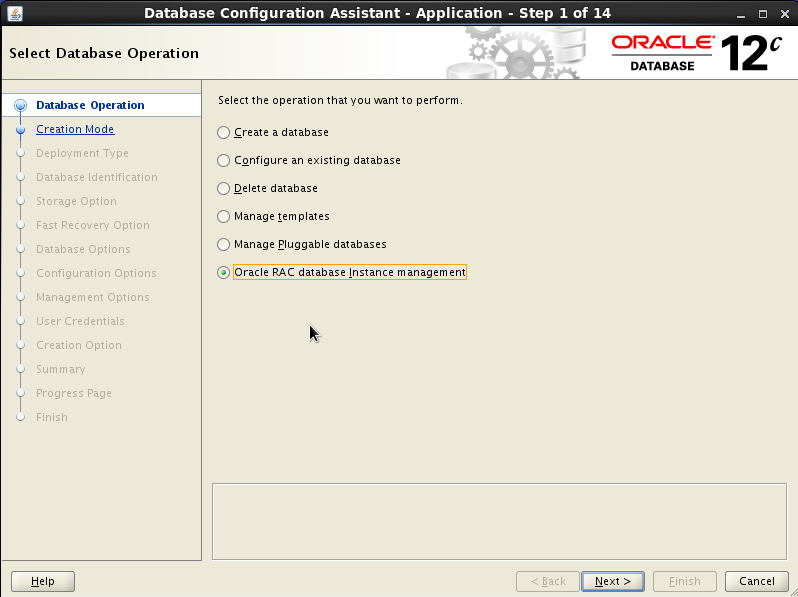 Database Configuration Assistant - Application - Step 1 of 14
Select Database Operation
ORACLE®
DATABASE
12c
Database Operation
Creation Mode
Deployment Type
Database Identification
Storage Option
Fast Recovery Option
Database Options
Configuration Options
Management Options
User Credentials
Creation Option
Summary
Progress Page
Finish
Select the operation that you want to perform.
Create a database
Configure an existing database
Delete database
Manage templates
Manage Pluggable databases
Oracle RAC database Instance management
Help
< Back
Next >
Finish
Cancel